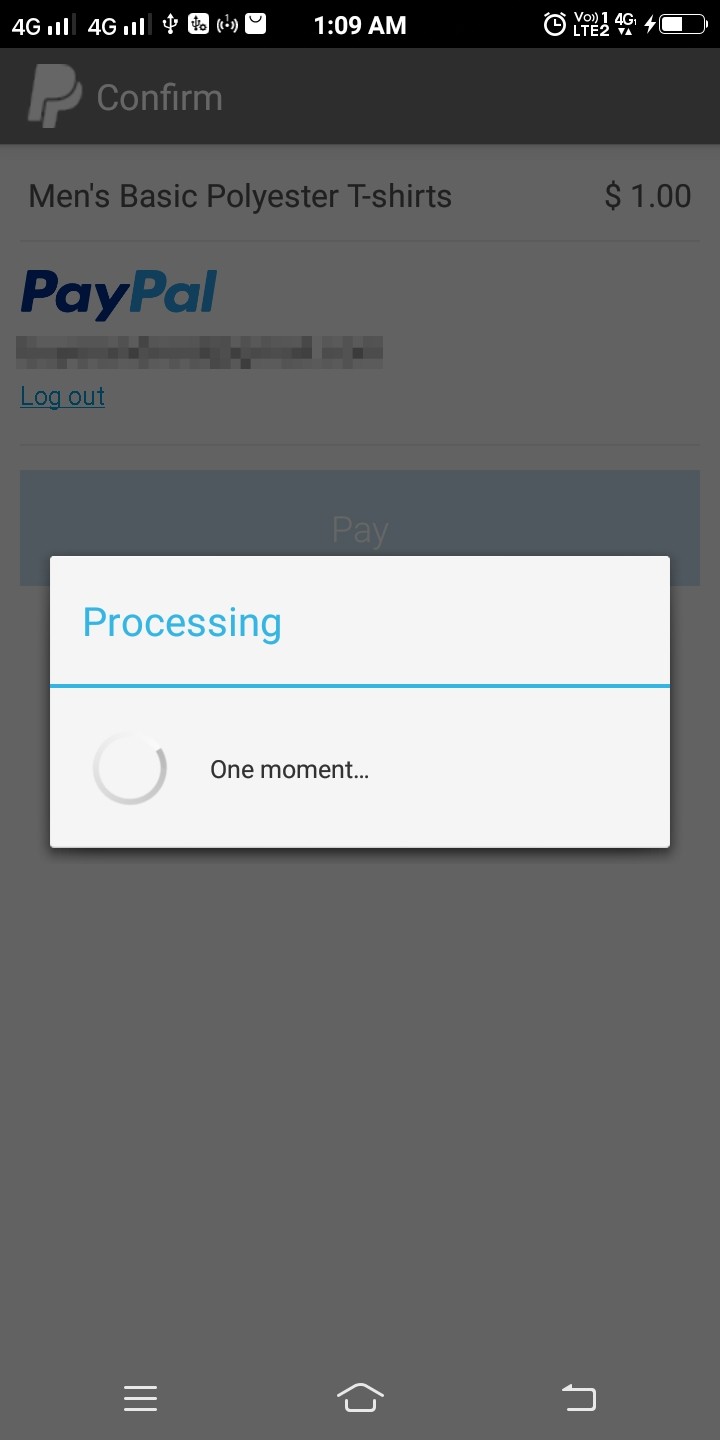 4G 4G 1:09 AM Vo)) 1 4G
LTE2
Confirm
Men's Basic Polyester T-shirts $ 1.00
PayPal
Log out
Pay
Processing
One moment...